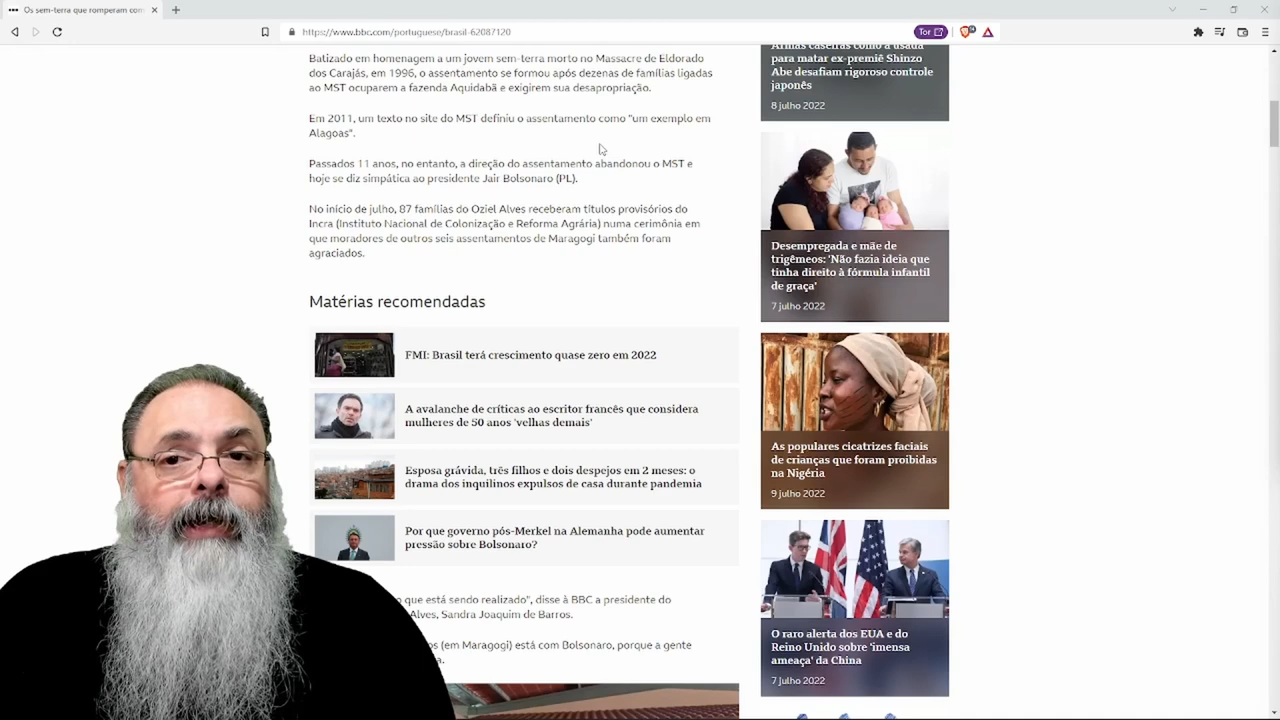 Os sem-terra que romperam com
https://www.bbc.com/portuguese/brasil-62087120
Tor
Batizado em homenagem a um jovem sem-terra morto no Massacre de Eldorado
dos Carajás, em 1996, o assentamento se formou após dezenas de famílias ligadas
ao MST ocuparem a fazenda Aquidabã e exigirem sua desapropriação.
Em 2011, um texto no site do MST definiu o assentamento como "um exemplo em
Alagoas".
Passados 11 anos, no entanto, a direção do assentamento abandonou o MST e
hoje se diz simpática ao presidente Jair Bolsonaro (PL).
No início de julho, 87 famílias do Oziel Alves receberam títulos provisórios do
Incra (Instituto Nacional de Colonização e Reforma Agrária) numa cerimônia em
que moradores de outros seis assentamentos de Maragogi também foram
agraciados.
Matérias recomendadas
FMI: Brasil terá crescimento quase zero em 2022
A avalanche de críticas ao escritor francês que considera
mulheres de 50 anos 'velhas demais'
Esposa grávida, três filhos e dois despejos em 2 meses: o
drama dos inquilinos expulsos de casa durante pandemia
Por que governo pós-Merkel na Alemanha pode aumentar
pressão sobre Bolsonaro?
o que está sendo realizado", disse à BBC a presidente do
Alves, Sandra Joaquim de Barros.
os (em Maragogi) está com Bolsonaro, porque a gente
a.
Armas caseiras como a usada
para matar ex-premiê Shinzo
Abe desafiam rigoroso controle
japonês
8 julho 2022
Desempregada e mãe de
trigêmeos: 'Não fazia ideia que
tinha direito à fórmula infantil
de graça'
7 julho 2022
As populares cicatrizes faciais
de crianças que foram proibidas
na Nigéria
9 julho 2022
O raro alerta dos EUA e do
Reino Unido sobre 'imensa
ameaça' da China
7 julho 2022